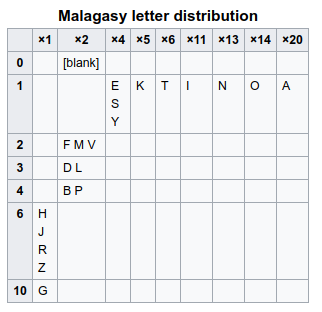 Malagasy letter distribution
×1 ×2 ×4 ×5 ×6 ×11 ×13 ×14 ×20
0 [blank]
1 E K T I N O A
S
Y
2 F M V
3 D L
4 B P
6 H
J
R
Z
10 G